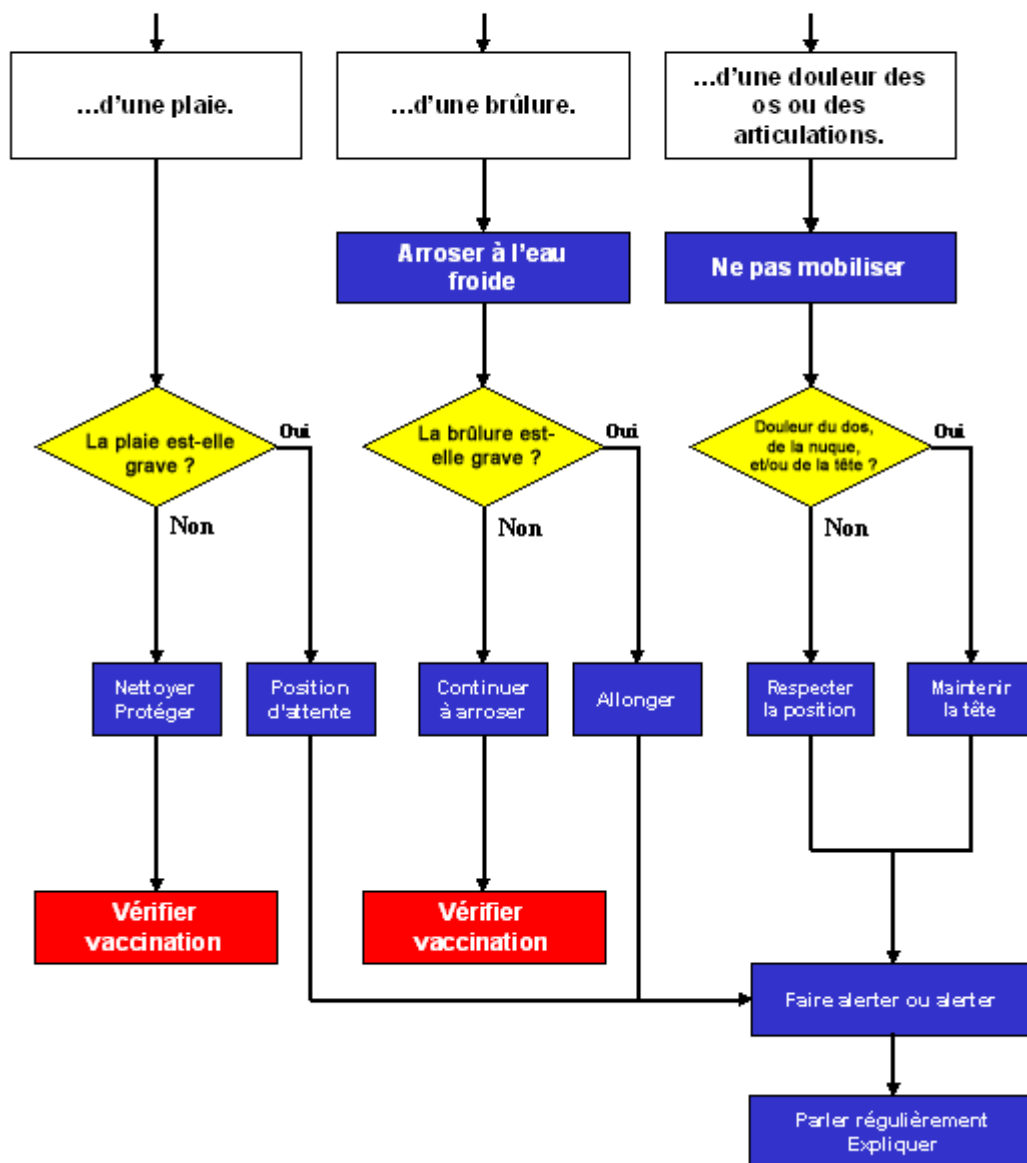 ...d'une plaie.
...d'une brûlure.
...d'une douleur des
os ou des
articulations.
Arroser à l'eau
froide
Ne pas mobiliser
La plaie est-elle
grave ?
Oui
Non
La brûlure est-
elle grave ?
Oui
Non
Douleur du dos,
de la nuque,
et/ou de la tête ?
Oui
Non
Nettoyer
Protéger
Position
d'attente
Continuer
à arroser
Allonger
Respecter
la position
Maintenir
la tête
Vérifier
vaccination
Vérifier
vaccination
Faire alerter ou alerter
Parler régulièrement
Expliquer